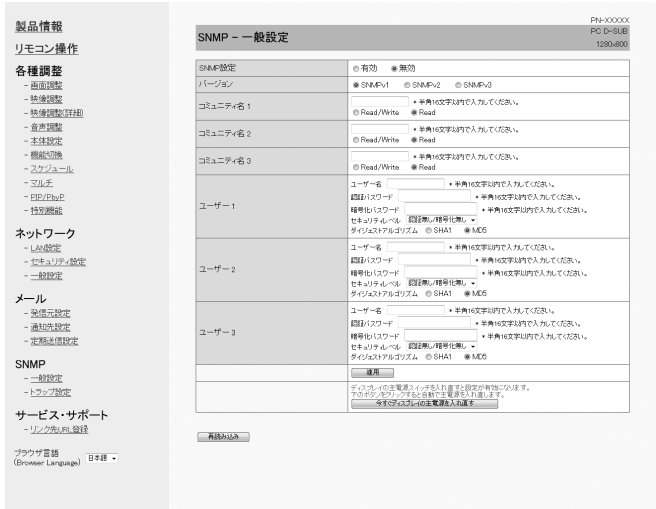 製品情報
リモコン操作
各種調整
– 画面調整
– 映像調整
– 映像調整(詳細)
– 音声調整
– 本体設定
– 機能切換
– スケジュール
– マルチ
– PIP/PbyP
– 特別機能
ネットワーク
– LAN設定
– セキュリティ設定
– 一般設定
メール
– 発信元設定
– 通知先設定
– 定期送信設定
SNMP
– 一般設定
– トラップ設定
サービス・サポート
– リンク先URL登録
ブラウザ言語
(Browser Language) 日本語
PN-XXXXX
SNMP – 一般設定
PC D-SUB
1280x800
SNMP設定 有効 無効
バージョン SNMPv1 SNMPv2 SNMPv3
コミュニティ名 1 * 半角16文字以内で入力してください。
Read/Write Read
コミュニティ名 2 * 半角16文字以内で入力してください。
Read/Write Read
コミュニティ名 3 * 半角16文字以内で入力してください。
Read/Write Read
ユーザー 1
ユーザー名 * 半角16文字以内で入力してください。
認証パスワード * 半角16文字以内で入力してください。
暗号化パスワード * 半角16文字以内で入力してください。
セキュリティレベル 認証無し/暗号化無し
ダイジェストアルゴリズム SHA1 MD5
ユーザー 2
ユーザー名 * 半角16文字以内で入力してください。
認証パスワード * 半角16文字以内で入力してください。
暗号化パスワード * 半角16文字以内で入力してください。
セキュリティレベル 認証無し/暗号化無し
ダイジェストアルゴリズム SHA1 MD5
ユーザー 3
ユーザー名 * 半角16文字以内で入力してください。
認証パスワード * 半角16文字以内で入力してください。
暗号化パスワード * 半角16文字以内で入力してください。
セキュリティレベル 認証無し/暗号化無し
ダイジェストアルゴリズム SHA1 MD5
適用
ディスプレイの主電源スイッチを入れ直すと設定が有効になります。
下のボタンをクリックすると自動で主電源を入れ直します。
今すぐディスプレイの主電源を入れ直す
再読み込み